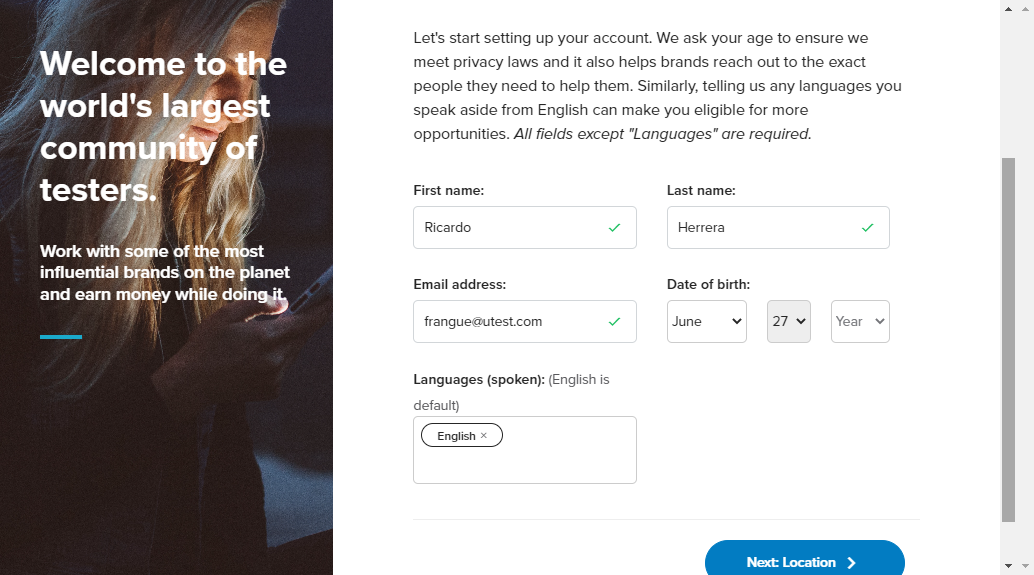 Welcome to the
world's largest
community of
testers.
Work with some of the most
influential brands on the planet
and earn money while doing it.
Let's start setting up your account. We ask your age to ensure we
meet privacy laws and it also helps brands reach out to the exact
people they need to help them. Similarly, telling us any languages you
speak aside from English can make you eligible for more
opportunities. All fields except "Languages" are required.
First name:
Last name:
Ricardo
Herrera
Email address:
Date of birth:
frangue@utest.com
June
27
Year
Languages (spoken): (English is
default)
English ×
Next: Location